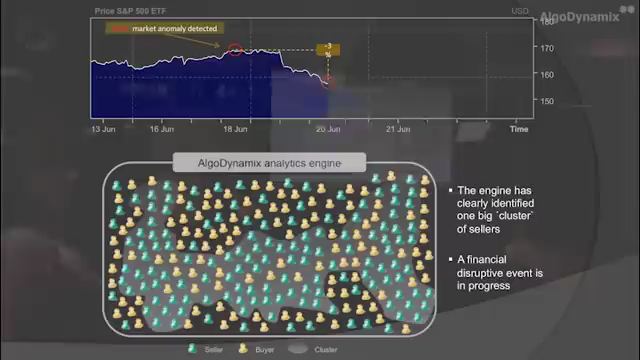 Price S&P 500 ETF
USD
AlgoDynamix
180
market anomaly detected
-3
%
170
160
150
13 Jun
16 Jun
18 Jun
20 Jun
21 Jun
Time
AlgoDynamix analytics engine
▪ The engine has
clearly identified
one big `cluster`
of sellers
▪ A financial
disruptive event is
in progress
Seller
Buyer
Cluster